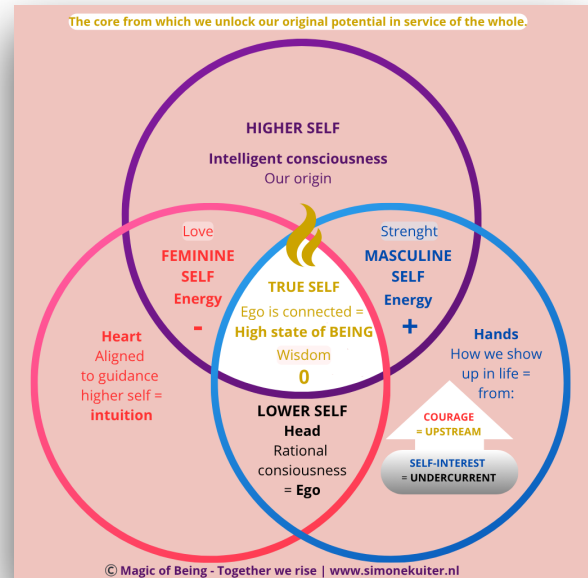 The core from which we unlock our original potential in service of the whole.
HIGHER SELF
Intelligent consciousness
Our origin
Love
FEMININE
SELF
Energy
-
Strenght
MASCULINE
SELF
Energy
+
TRUE SELF
Ego is connected =
High state of BEING
Wisdom
0
Heart
Aligned
to guidance
higher self =
intuition
Hands
How we show
up in life =
from:
LOWER SELF
Head
Rational
consiousness
= Ego
COURAGE
= UPSTREAM
SELF-INTEREST
= UNDERCURRENT
© Magic of Being - Together we rise | www.simonekuiter.nl